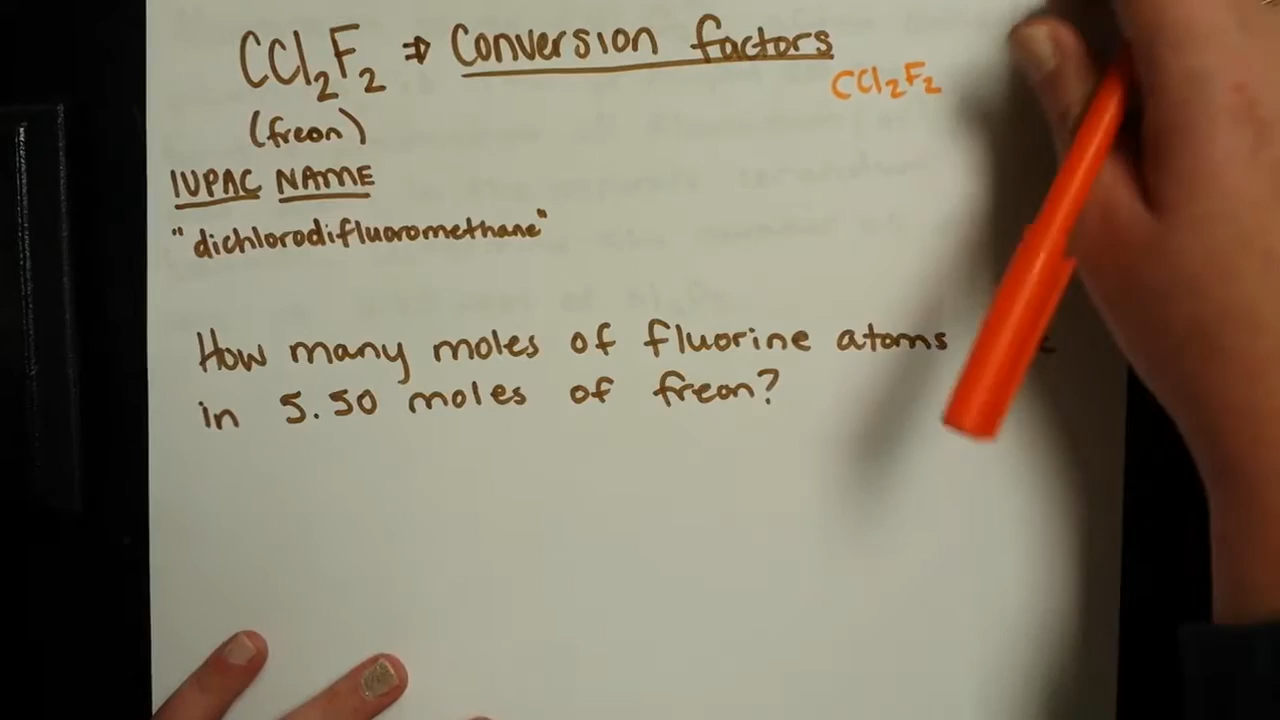 CCl₂F₂ ⇒ Conversion factors
CCl₂F₂
(freon)
IUPAC NAME
"dichlorodifluoromethane"
How many moles of fluorine atoms
in 5.50 moles of freon?